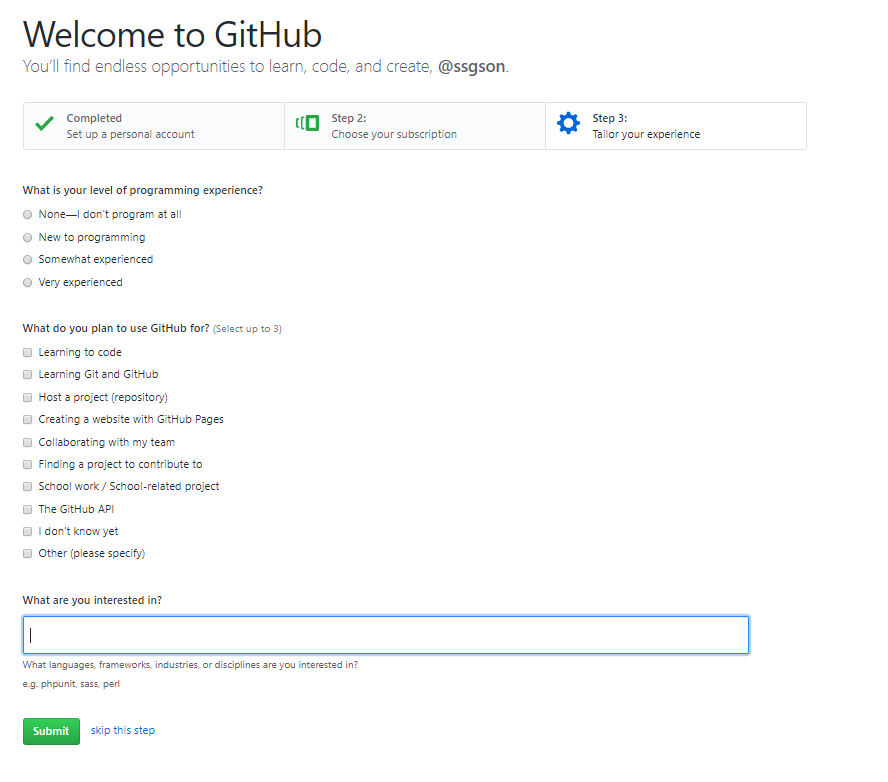 Welcome to GitHub
You'll find endless opportunities to learn, code, and create, @ssgson.
Completed
Set up a personal account
Step 2:
Choose your subscription
Step 3:
Tailor your experience
What is your level of programming experience?
None—I don't program at all
New to programming
Somewhat experienced
Very experienced
What do you plan to use GitHub for? (Select up to 3)
Learning to code
Learning Git and GitHub
Host a project (repository)
Creating a website with GitHub Pages
Collaborating with my team
Finding a project to contribute to
School work / School-related project
The GitHub API
I don't know yet
Other (please specify)
What are you interested in?
What languages, frameworks, industries, or disciplines are you interested in?
e.g. phpunit, sass, perl
Submit skip this step